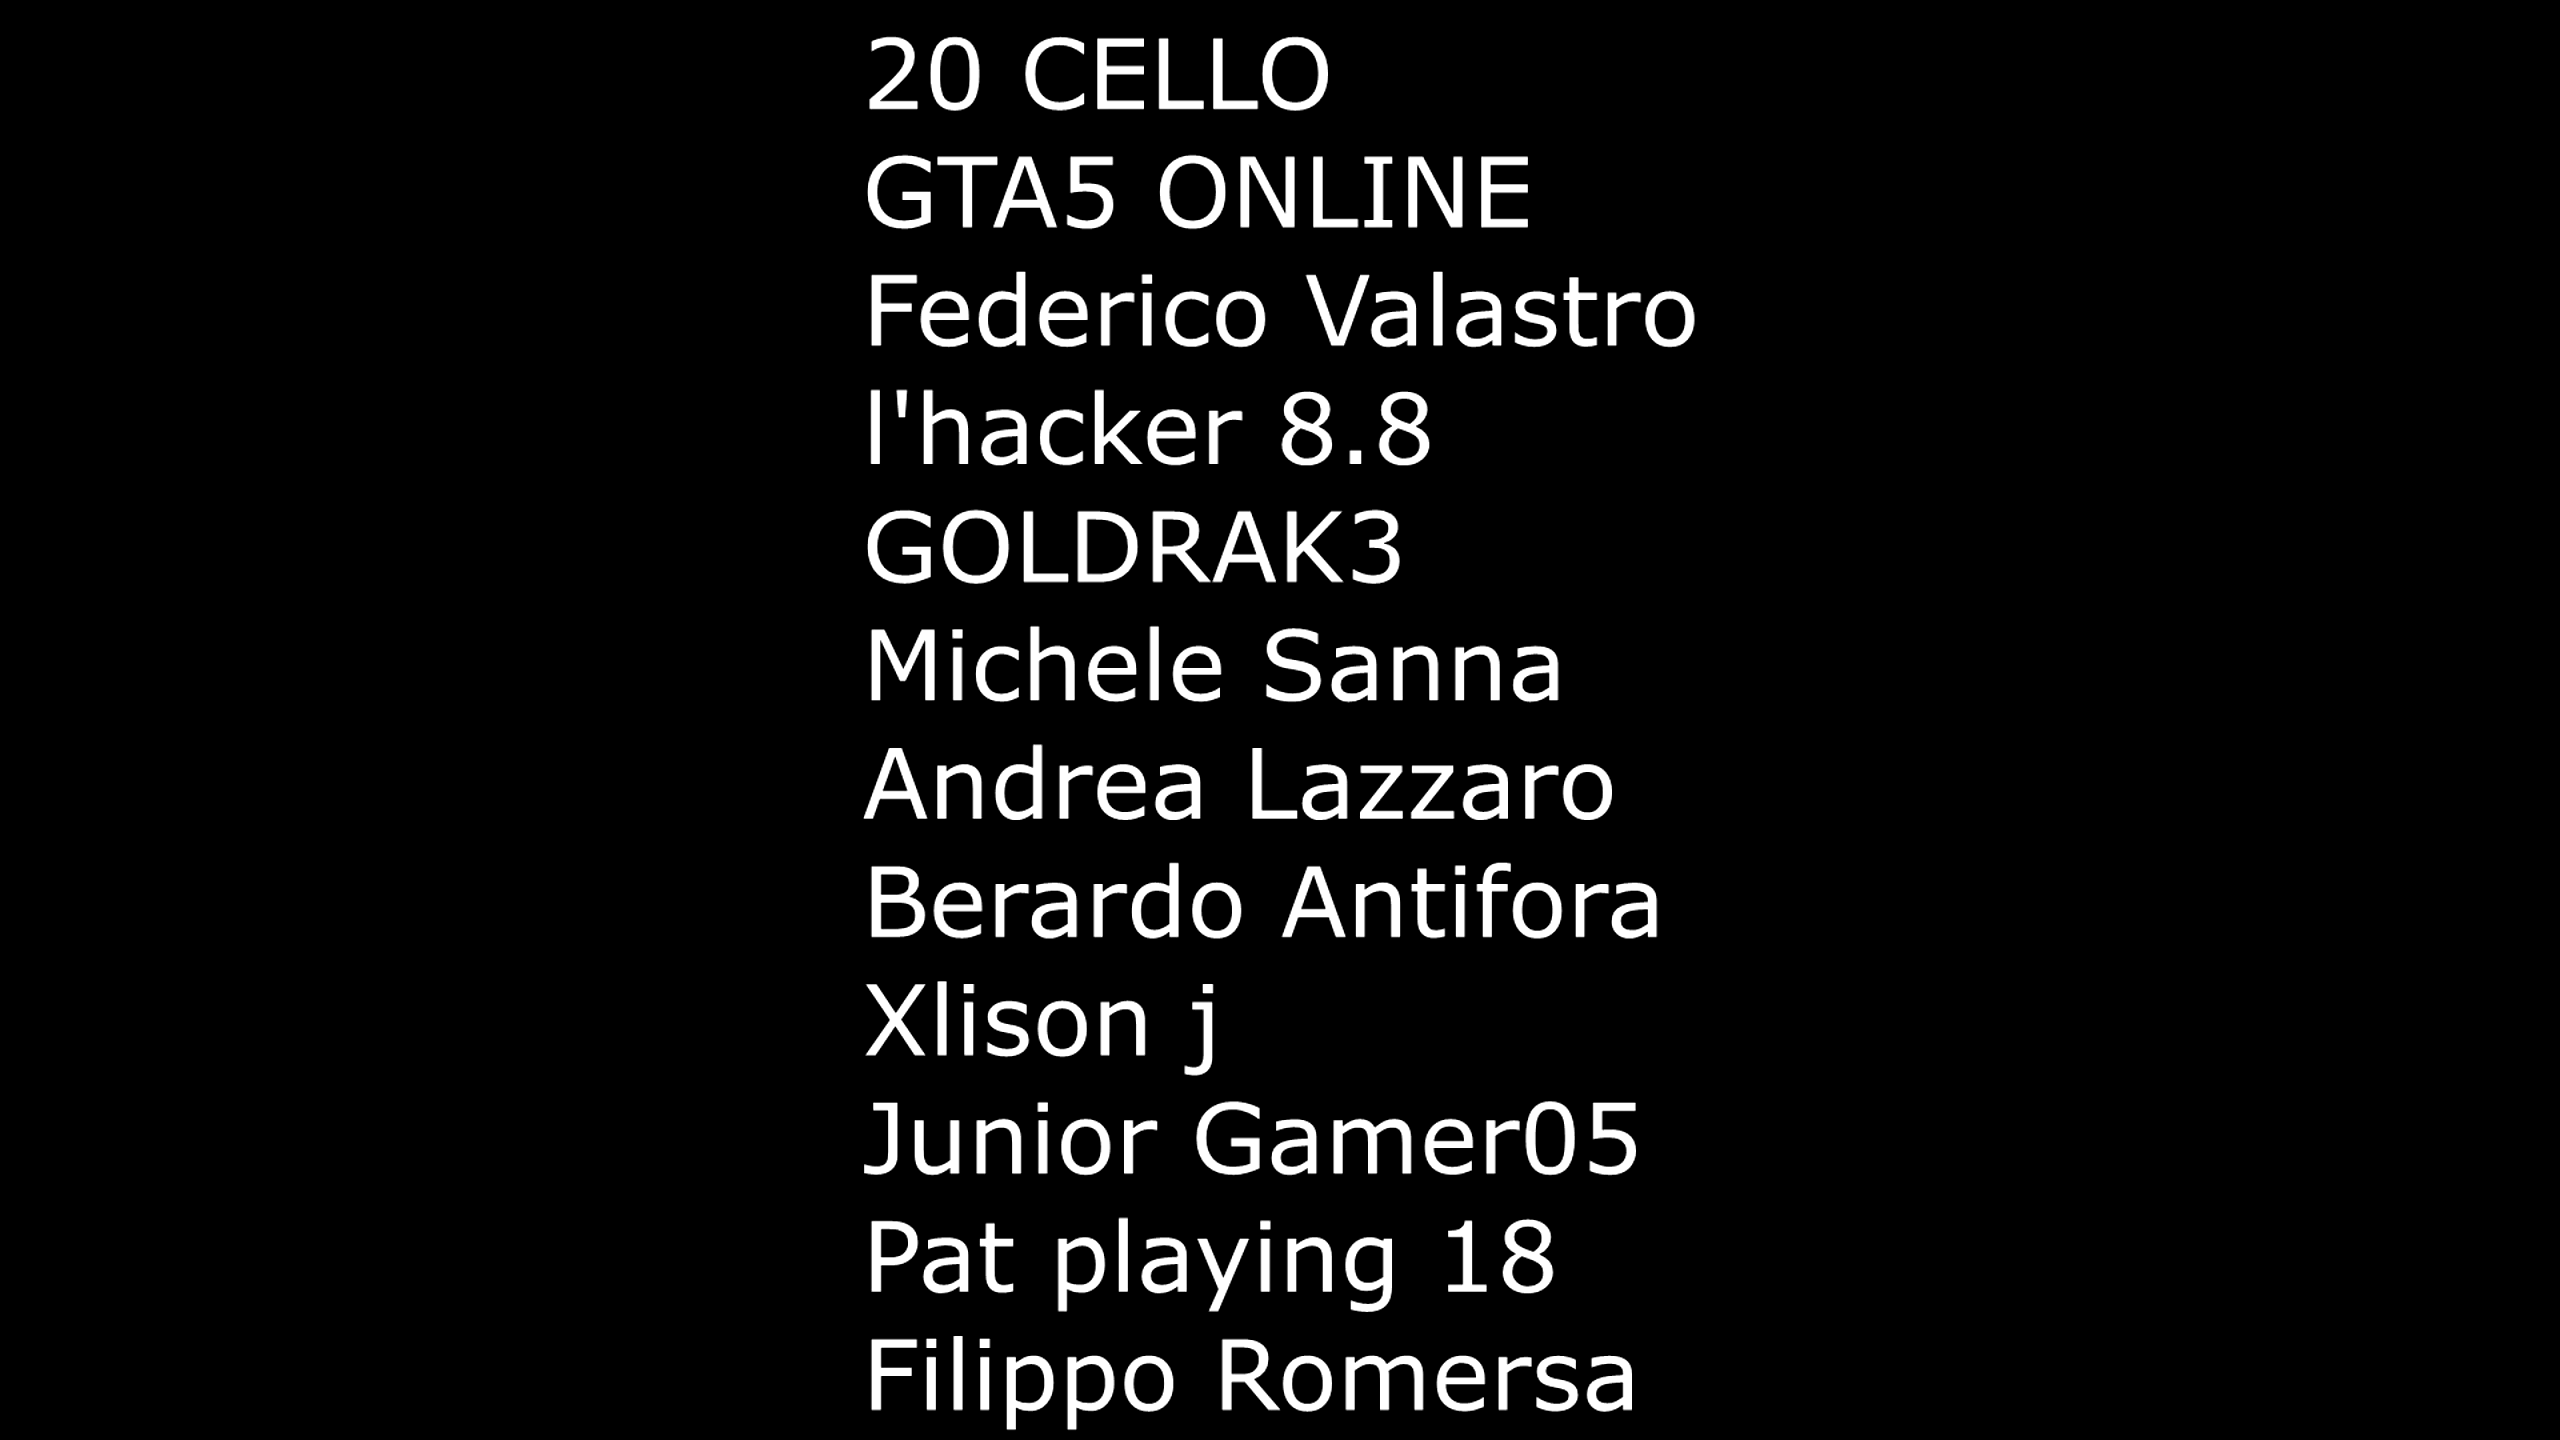 20 CELLO
GTA5 ONLINE
Federico Valastro
l'hacker 8.8
GOLDRAK3
Michele Sanna
Andrea Lazzaro
Berardo Antifora
Xlison j
Junior Gamer05
Pat playing 18
Filippo Romersa